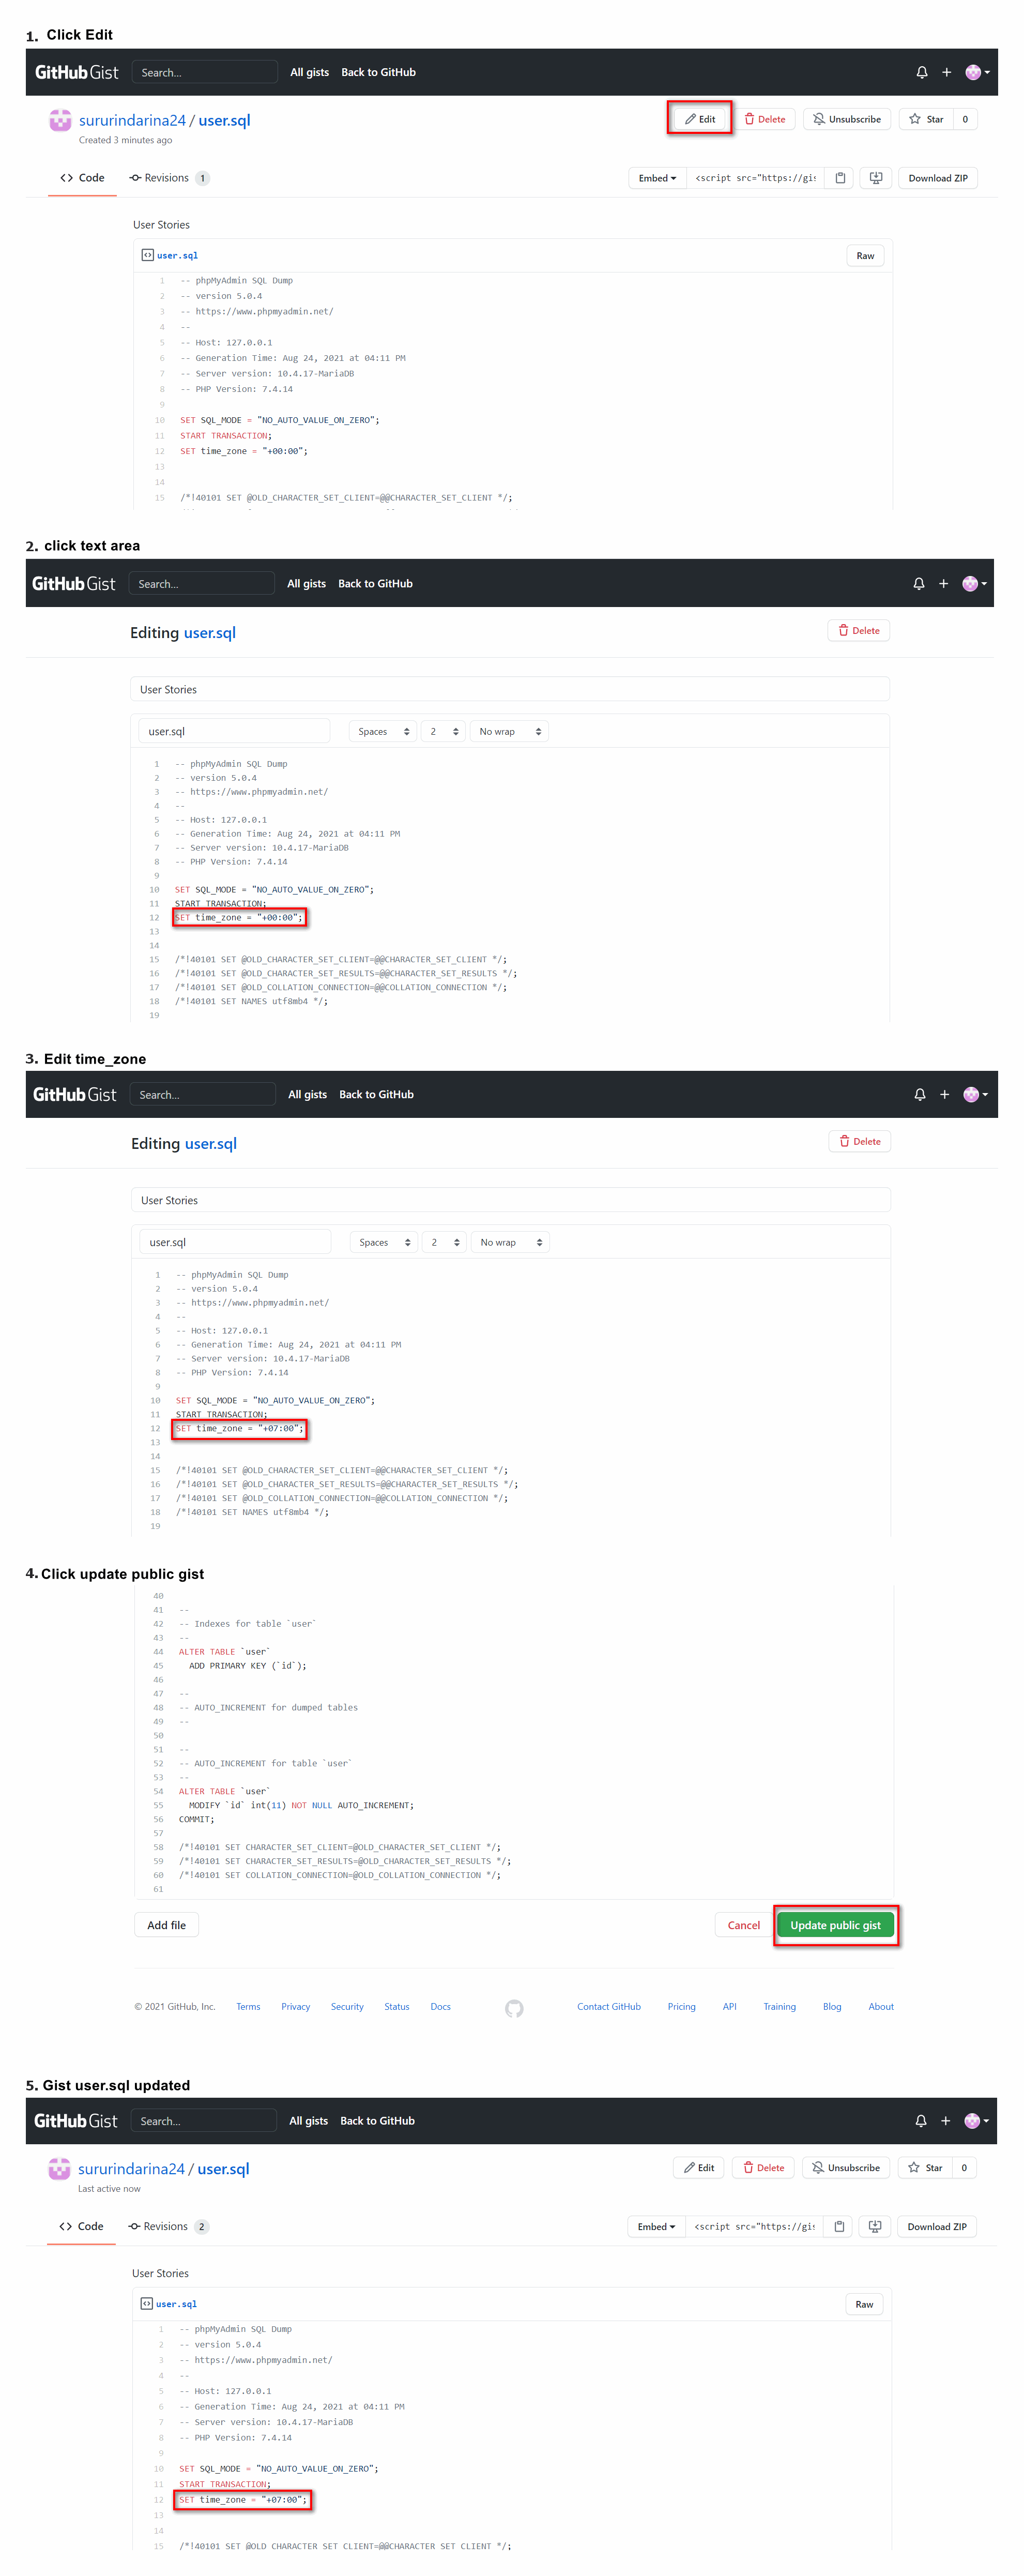 1. Click Edit
GitHub Gist Search... All gists Back to GitHub
sururindarina24 / user.sql Edit Delete Unsubscribe Star 0
Created 3 minutes ago
Code Revisions 1 Embed <script src="https://gis Download ZIP
User Stories
user.sql Raw
1 -- phpMyAdmin SQL Dump
2 -- version 5.0.4
3 -- https://www.phpmyadmin.net/
4 --
5 -- Host: 127.0.0.1
6 -- Generation Time: Aug 24, 2021 at 04:11 PM
7 -- Server version: 10.4.17-MariaDB
8 -- PHP Version: 7.4.14
9
10 SET SQL_MODE = "NO_AUTO_VALUE_ON_ZERO";
11 START TRANSACTION;
12 SET time_zone = "+00:00";
13
14
15 /*!40101 SET @OLD_CHARACTER_SET_CLIENT=@@CHARACTER_SET_CLIENT */;
2. click text area
GitHub Gist Search... All gists Back to GitHub
Editing user.sql Delete
User Stories
user.sql Spaces 2 No wrap
1 -- phpMyAdmin SQL Dump
2 -- version 5.0.4
3 -- https://www.phpmyadmin.net/
4 --
5 -- Host: 127.0.0.1
6 -- Generation Time: Aug 24, 2021 at 04:11 PM
7 -- Server version: 10.4.17-MariaDB
8 -- PHP Version: 7.4.14
9
10 SET SQL_MODE = "NO_AUTO_VALUE_ON_ZERO";
11 START TRANSACTION;
12 SET time_zone = "+00:00";
13
14
15 /*!40101 SET @OLD_CHARACTER_SET_CLIENT=@@CHARACTER_SET_CLIENT */;
16 /*!40101 SET @OLD_CHARACTER_SET_RESULTS=@@CHARACTER_SET_RESULTS */;
17 /*!40101 SET @OLD_COLLATION_CONNECTION=@@COLLATION_CONNECTION */;
18 /*!40101 SET NAMES utf8mb4 */;
19
3. Edit time_zone
GitHub Gist Search... All gists Back to GitHub
Editing user.sql Delete
User Stories
user.sql Spaces 2 No wrap
1 -- phpMyAdmin SQL Dump
2 -- version 5.0.4
3 -- https://www.phpmyadmin.net/
4 --
5 -- Host: 127.0.0.1
6 -- Generation Time: Aug 24, 2021 at 04:11 PM
7 -- Server version: 10.4.17-MariaDB
8 -- PHP Version: 7.4.14
9
10 SET SQL_MODE = "NO_AUTO_VALUE_ON_ZERO";
11 START TRANSACTION;
12 SET time_zone = "+07:00";
13
14
15 /*!40101 SET @OLD_CHARACTER_SET_CLIENT=@@CHARACTER_SET_CLIENT */;
16 /*!40101 SET @OLD_CHARACTER_SET_RESULTS=@@CHARACTER_SET_RESULTS */;
17 /*!40101 SET @OLD_COLLATION_CONNECTION=@@COLLATION_CONNECTION */;
18 /*!40101 SET NAMES utf8mb4 */;
19
4. Click update public gist
40
41 --
42 -- Indexes for table `user`
43 --
44 ALTER TABLE `user`
45 ADD PRIMARY KEY (`id`);
46
47 --
48 -- AUTO_INCREMENT for dumped tables
49 --
50
51 --
52 -- AUTO_INCREMENT for table `user`
53 --
54 ALTER TABLE `user`
55 MODIFY `id` int(11) NOT NULL AUTO_INCREMENT;
56 COMMIT;
57
58 /*!40101 SET CHARACTER_SET_CLIENT=@OLD_CHARACTER_SET_CLIENT */;
59 /*!40101 SET CHARACTER_SET_RESULTS=@OLD_CHARACTER_SET_RESULTS */;
60 /*!40101 SET COLLATION_CONNECTION=@OLD_COLLATION_CONNECTION */;
61
Add file Cancel Update public gist
© 2021 GitHub, Inc. Terms Privacy Security Status Docs Contact GitHub Pricing API Training Blog About
5. Gist user.sql updated
GitHub Gist Search... All gists Back to GitHub
sururindarina24 / user.sql Edit Delete Unsubscribe Star 0
Last active now
Code Revisions 2 Embed <script src="https://gis Download ZIP
User Stories
user.sql Raw
1 -- phpMyAdmin SQL Dump
2 -- version 5.0.4
3 -- https://www.phpmyadmin.net/
4 --
5 -- Host: 127.0.0.1
6 -- Generation Time: Aug 24, 2021 at 04:11 PM
7 -- Server version: 10.4.17-MariaDB
8 -- PHP Version: 7.4.14
9
10 SET SQL_MODE = "NO_AUTO_VALUE_ON_ZERO";
11 START TRANSACTION;
12 SET time_zone = "+07:00";
13
14
15 /*!40101 SET @OLD_CHARACTER_SET_CLIENT=@@CHARACTER_SET_CLIENT */;